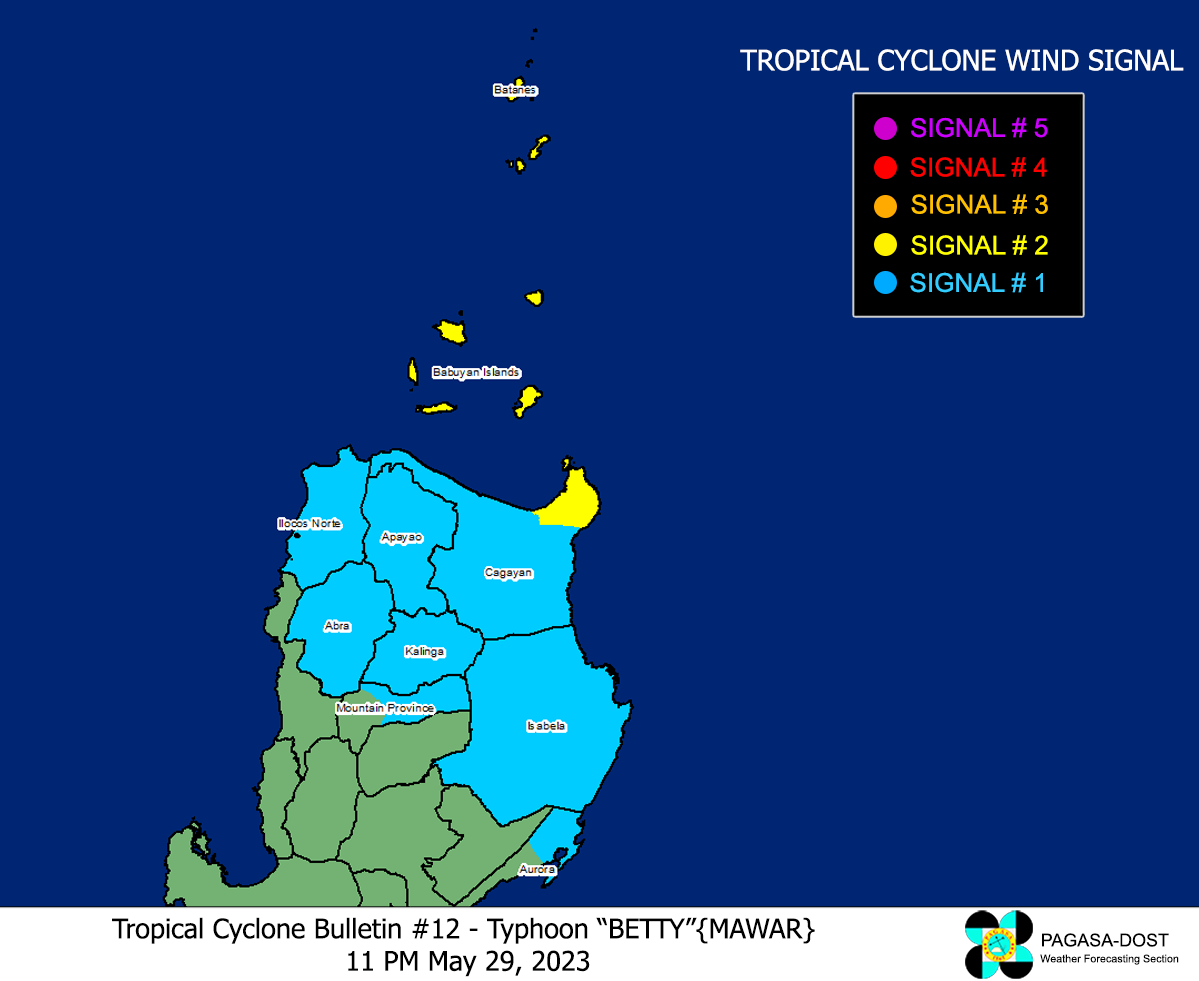 TROPICAL CYCLONE WIND SIGNAL
SIGNAL # 5
SIGNAL # 4
SIGNAL # 3
SIGNAL # 2
SIGNAL # 1
Batanes
Babuyan Islands
Ilocos Norte
Apayao
Cagayan
Abra
Kalinga
Mountain Province
Isabela
Aurora
Tropical Cyclone Bulletin #12 - Typhoon “BETTY”{MAWAR}
11 PM May 29, 2023
PAGASA-DOST
Weather Forecasting Section